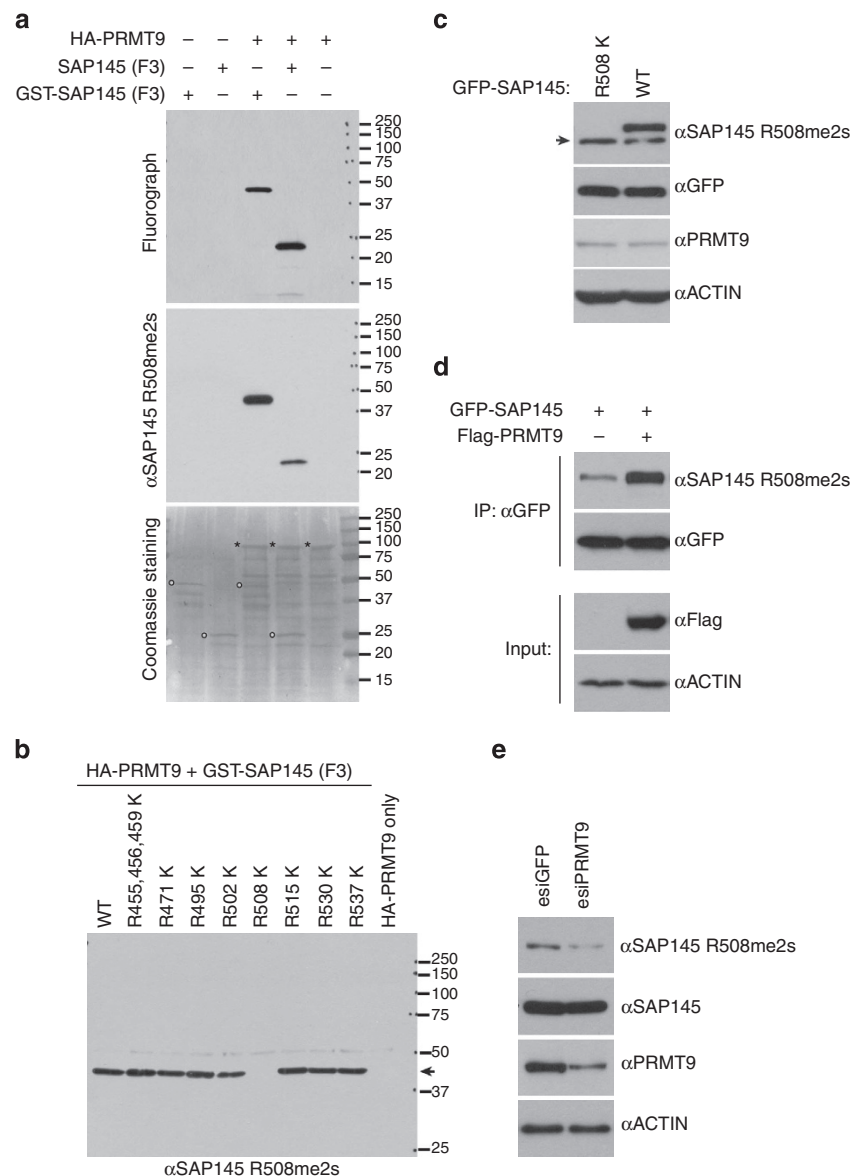 a
HA-PRMT9 – – + + +
SAP145 (F3) – + – + –
GST-SAP145 (F3) + – + – –
Fluorograph
250
150
100
75
50
37
25
20
15
αSAP145 R508me2s
250
150
100
75
50
37
25
20
Coomassie staining
* * *
250
150
100
75
50
37
25
20
15
b
HA-PRMT9 + GST-SAP145 (F3)
WT
R455,456,459 K
R471 K
R495 K
R502 K
R508 K
R515 K
R530 K
R537 K
HA-PRMT9 only
250
150
100
75
50
37
25
αSAP145 R508me2s
c
GFP-SAP145: R508 K WT
αSAP145 R508me2s
αGFP
αPRMT9
αACTIN
d
GFP-SAP145 + +
Flag-PRMT9 – +
IP: αGFP
αSAP145 R508me2s
αGFP
Input:
αFlag
αACTIN
e
esiGFP esiPRMT9
αSAP145 R508me2s
αSAP145
αPRMT9
αACTIN